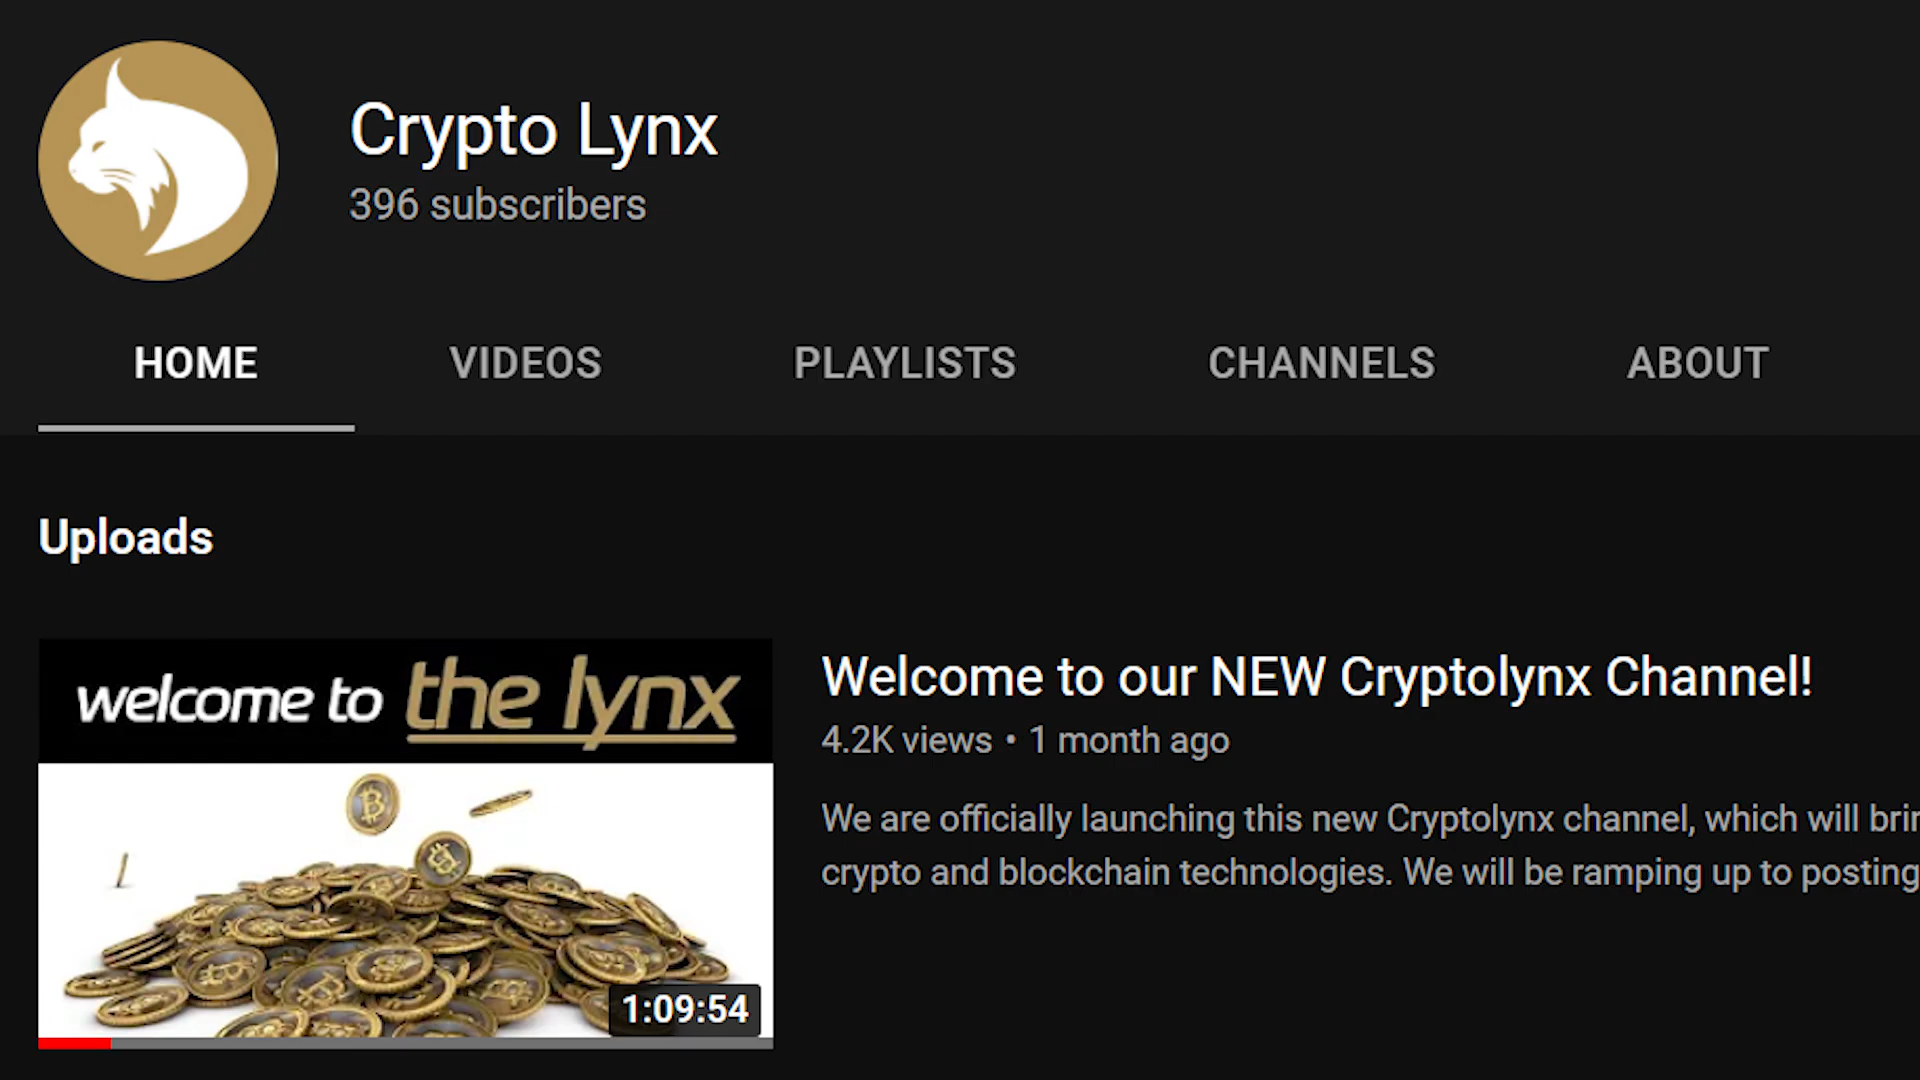 Crypto Lynx
396 subscribers
HOME VIDEOS PLAYLISTS CHANNELS ABOUT
Uploads
welcome to the lynx
1:09:54
Welcome to our NEW Cryptolynx Channel!
4.2K views • 1 month ago
We are officially launching this new Cryptolynx channel, which will
crypto and blockchain technologies. We will be ramping up to posting